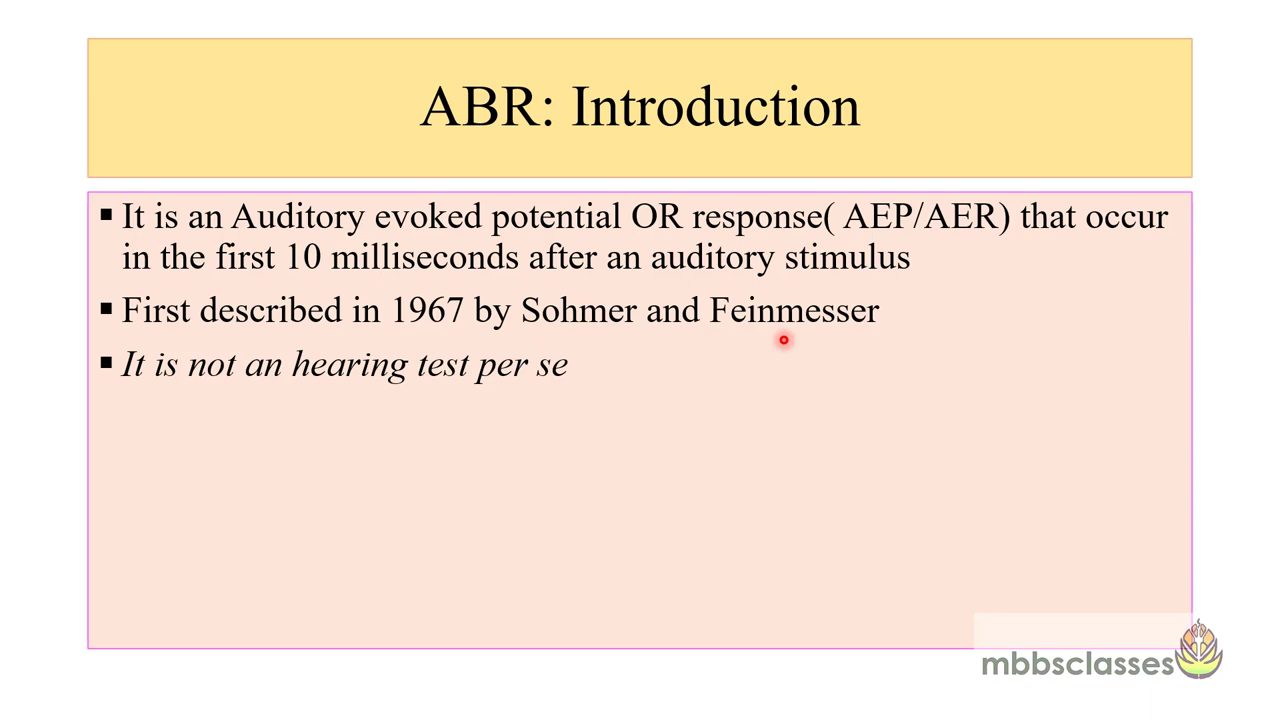 ABR: Introduction
▪ It is an Auditory evoked potential OR response( AEP/AER) that occur
in the first 10 milliseconds after an auditory stimulus
▪ First described in 1967 by Sohmer and Feinmesser
▪ It is not an hearing test per se
mbbsclasses